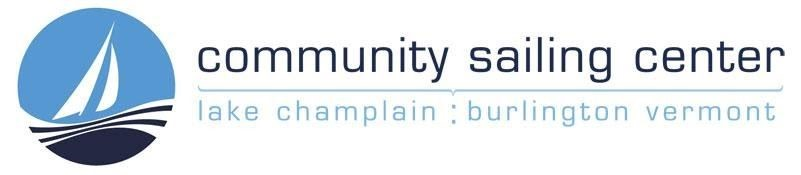 community sailing center
lake champlain : burlington vermont